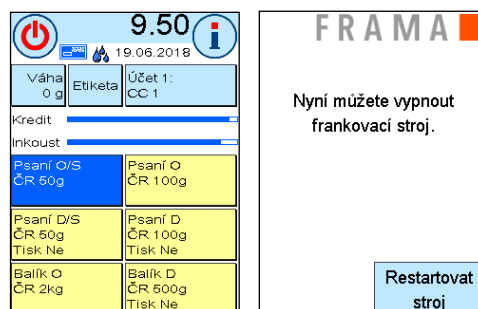 9.50
19.06.2018
Váha
0 g
Etiketa
Účet 1:
CC 1
Kredit
Inkoust
Psaní O/S
ČR 50g
Psaní O
ČR 100g
Psaní D/S
ČR 50g
Tisk Ne
Psaní D
ČR 100g
Tisk Ne
Balík O
ČR 2kg
Balík D
ČR 500g
Tisk Ne
FRAMA
Nyní můžete vypnout
frankovací stroj.
Restartovat
stroj